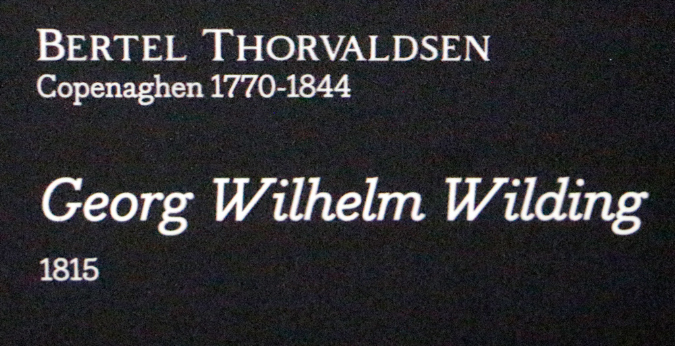 BERTEL THORVALDSEN
Copenaghen 1770-1844
Georg Wilhelm Wilding
1815